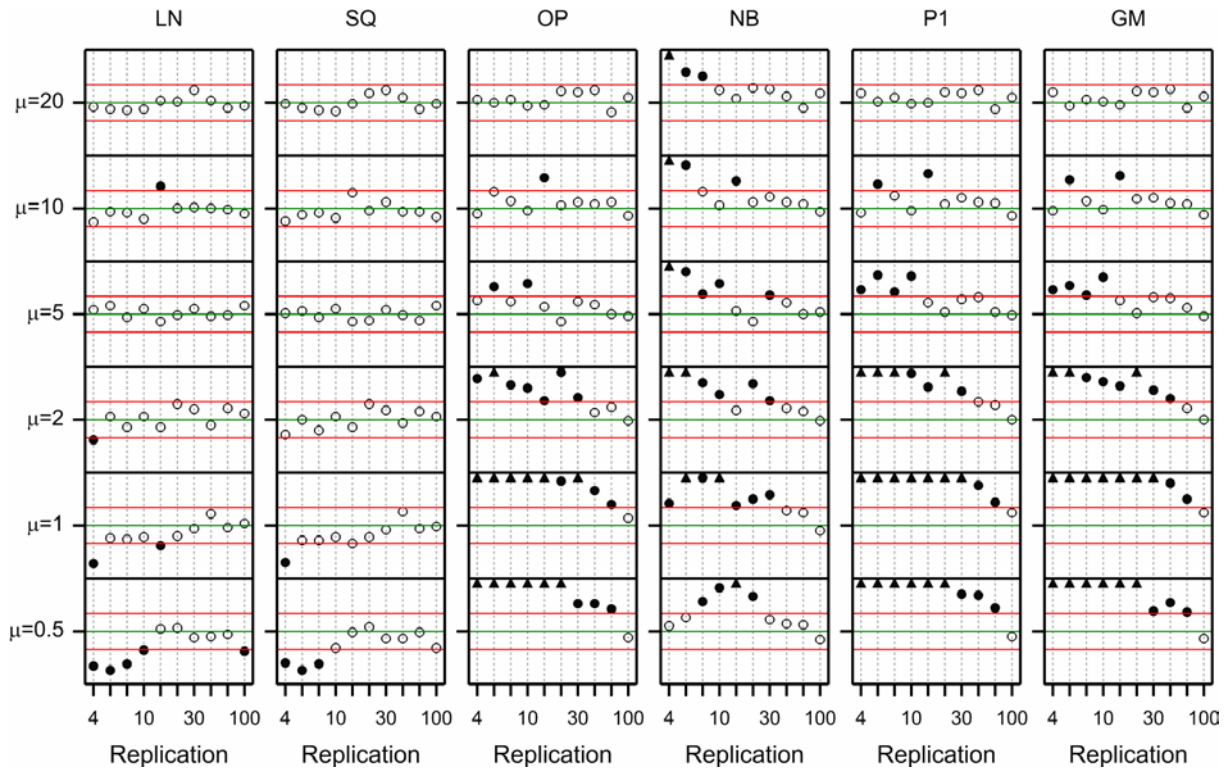 LN SQ OP NB P1 GM
μ=20
μ=10
μ=5
μ=2
μ=1
μ=0.5
4 10 30 100 4 10 30 100 4 10 30 100 4 10 30 100 4 10 30 100 4 10 30 100
Replication Replication Replication Replication Replication Replication